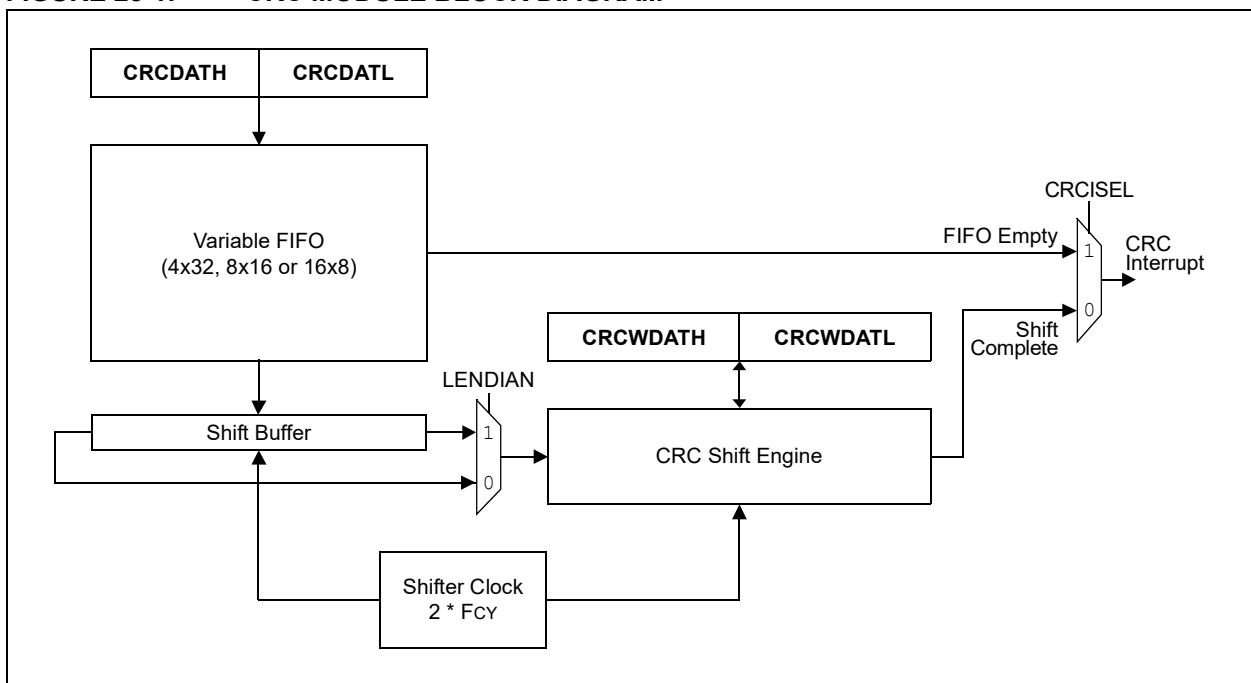 CRCDATH
CRCDATL
Variable FIFO
(4x32, 8x16 or 16x8)
CRCISEL
FIFO Empty
1
CRC
Interrupt
0
Shift
Complete
CRCWDATH
CRCWDATL
LENDIAN
Shift Buffer
1
0
CRC Shift Engine
Shifter Clock
2 * FCY